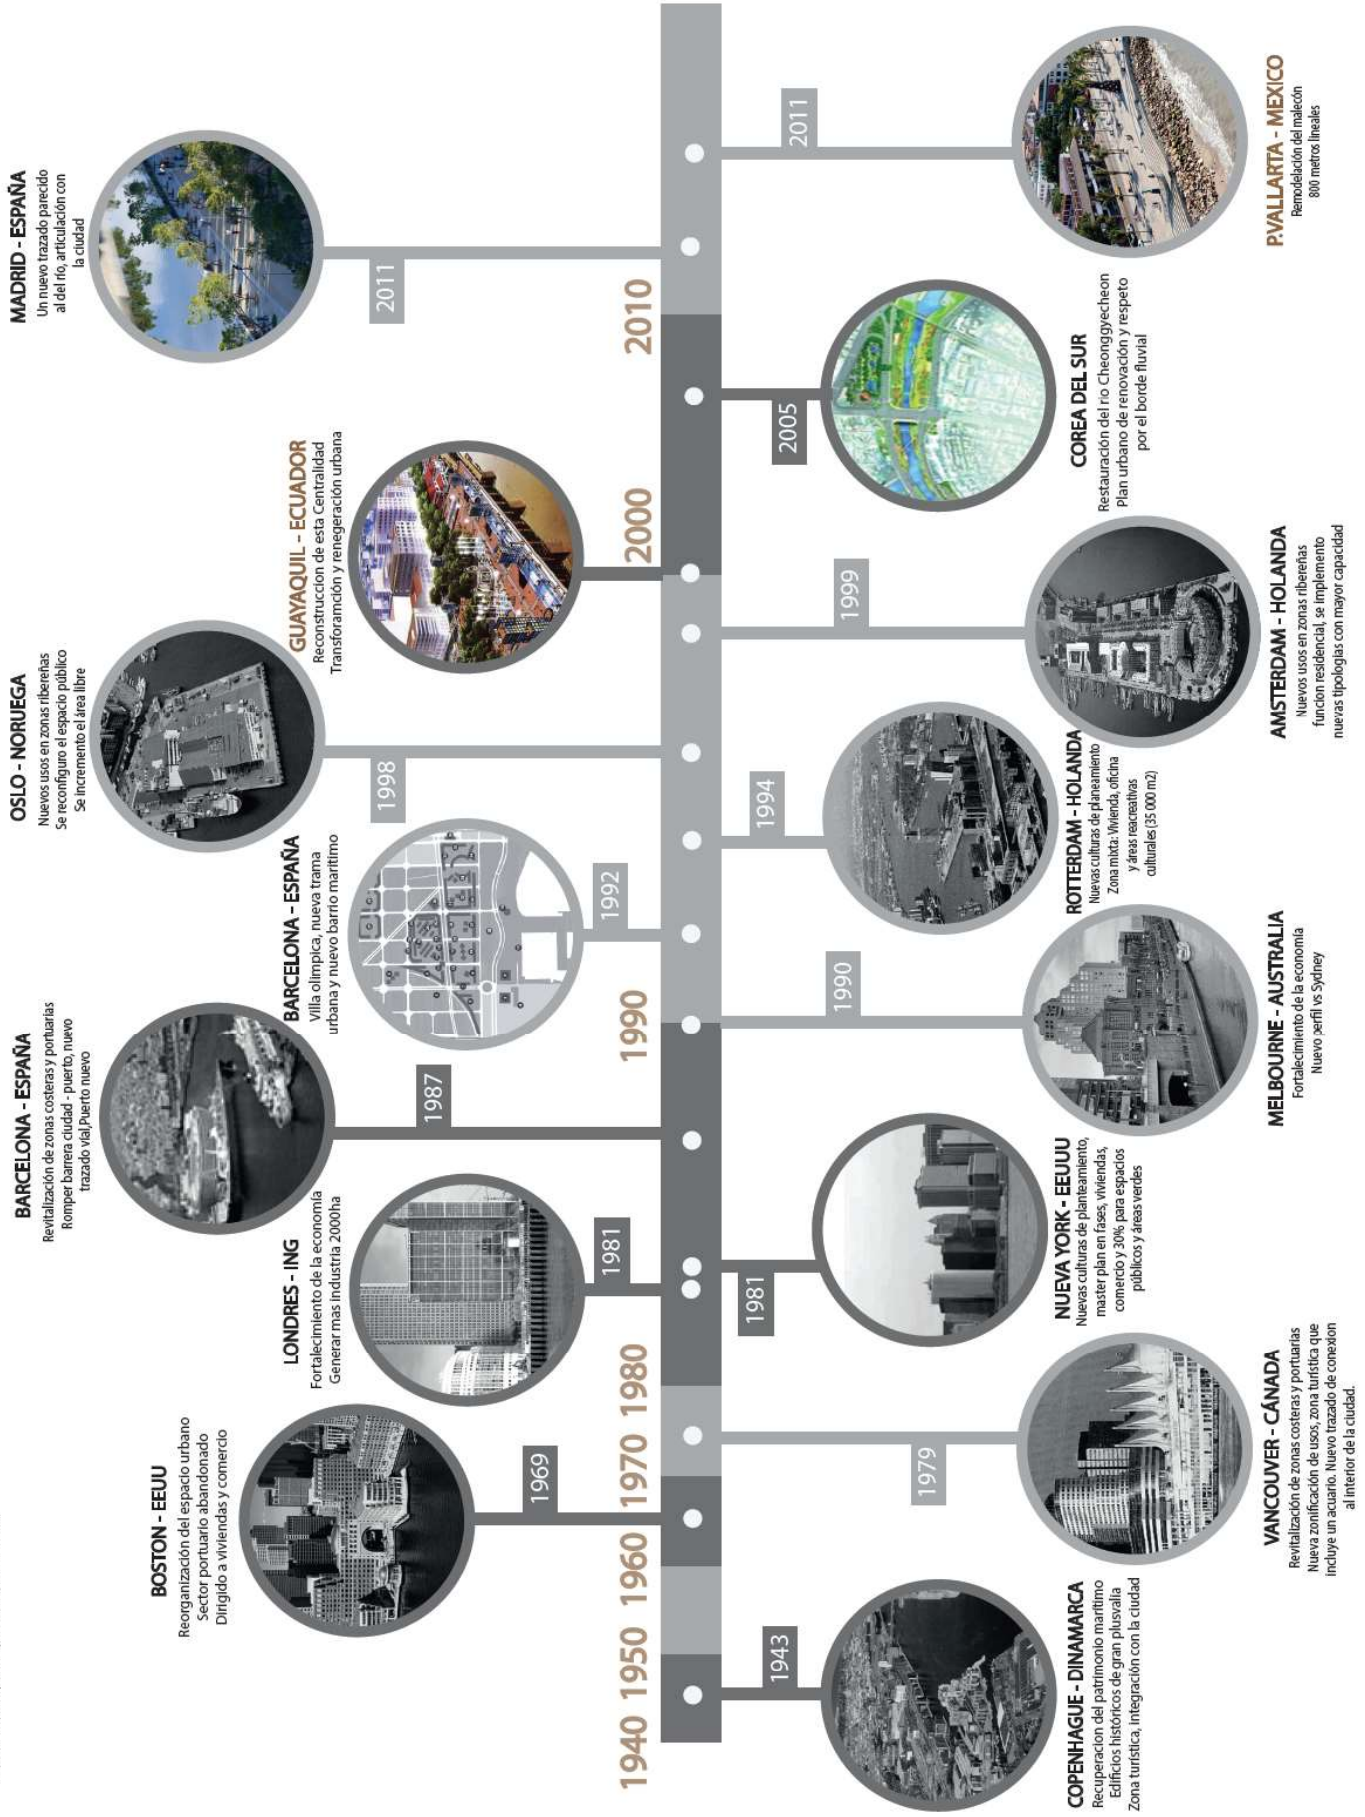 MADRID - ESPAÑA
Un nuevo trazado parecido
al del río, articulación con
la ciudad
2011
OSLO - NORUEGA
Nuevos usos en zonas ribereñas
Se reconfiguro el espacio público
Se incremento el área libre
1998
GUAYAQUIL - ECUADOR
Reconstruccion de esta Centralidad
Transforamción y renegeración urbana
BARCELONA - ESPAÑA
Revitalización de zonas costeras y portuarias
Romper barrera ciudad - puerto, nuevo
trazado vial,Puerto nuevo
1987
BARCELONA - ESPAÑA
Villa olimpica, nueva trama
urbana y nuevo barrio maritimo
1992
LONDRES - ING
Fortalecimiento de la economía
Generar mas industria 2000ha
1981
BOSTON - EEUU
Reorganización del espacio urbano
Sector portuario abandonado
Dirigido a viviendas y comercio
1969
1940 1950 1960 1970 1980 1990 2000 2010
1943
COPENHAGUE - DINAMARCA
Recuperacion del patrimonio marítimo
Edificios históricos de gran plusvalia
Zona turística, integración con la ciudad
1979
VANCOUVER - CÁNADA
Revitalización de zonas costeras y portuarias
Nueva zonificación de usos, zona turística que
incluye un acuario. Nuevo trazado de conexion
al interior de la ciudad.
1981
NUEVA YORK - EEUUU
Nuevas culturas de planteamiento,
master plan en fases, viviendas,
comercio y 30% para espacios
públicos y áreas verdes
1990
MELBOURNE - AUSTRALIA
Fortalecimiento de la economía
Nuevo perfil vs Sydney
1994
ROTTERDAM - HOLANDA
Nuevas culturas de planeamiento
Zona mixta: Vivienda, oficina
y áreas reacreativas
culturales (35 000 m2)
1999
AMSTERDAM - HOLANDA
Nuevos usos en zonas ribereñas
funcion residencial, se implemento
nuevas tipologías con mayor capacidad
2005
COREA DEL SUR
Restauración del rio Cheonggyecheon
Plan urbano de renovación y respeto
por el borde fluvial
2011
P.VALLARTA - MEXICO
Remodelación del malecón
800 metros lineales